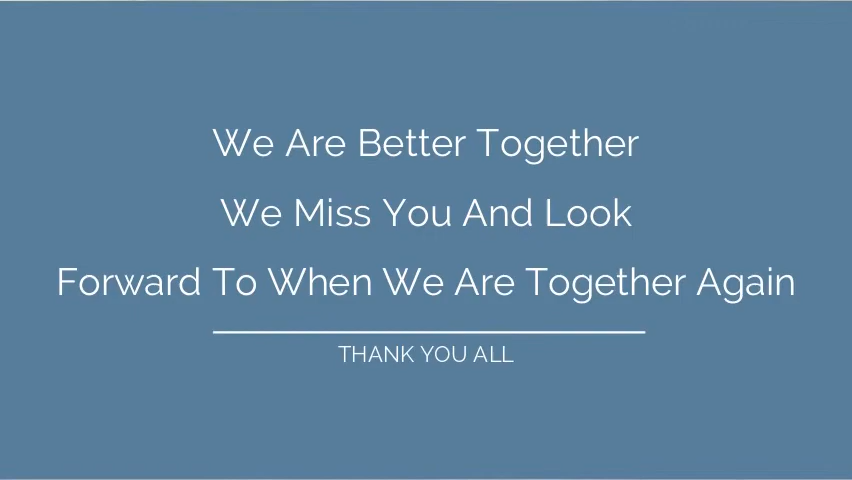 We Are Better Together
We Miss You And Look
Forward To When We Are Together Again
THANK YOU ALL